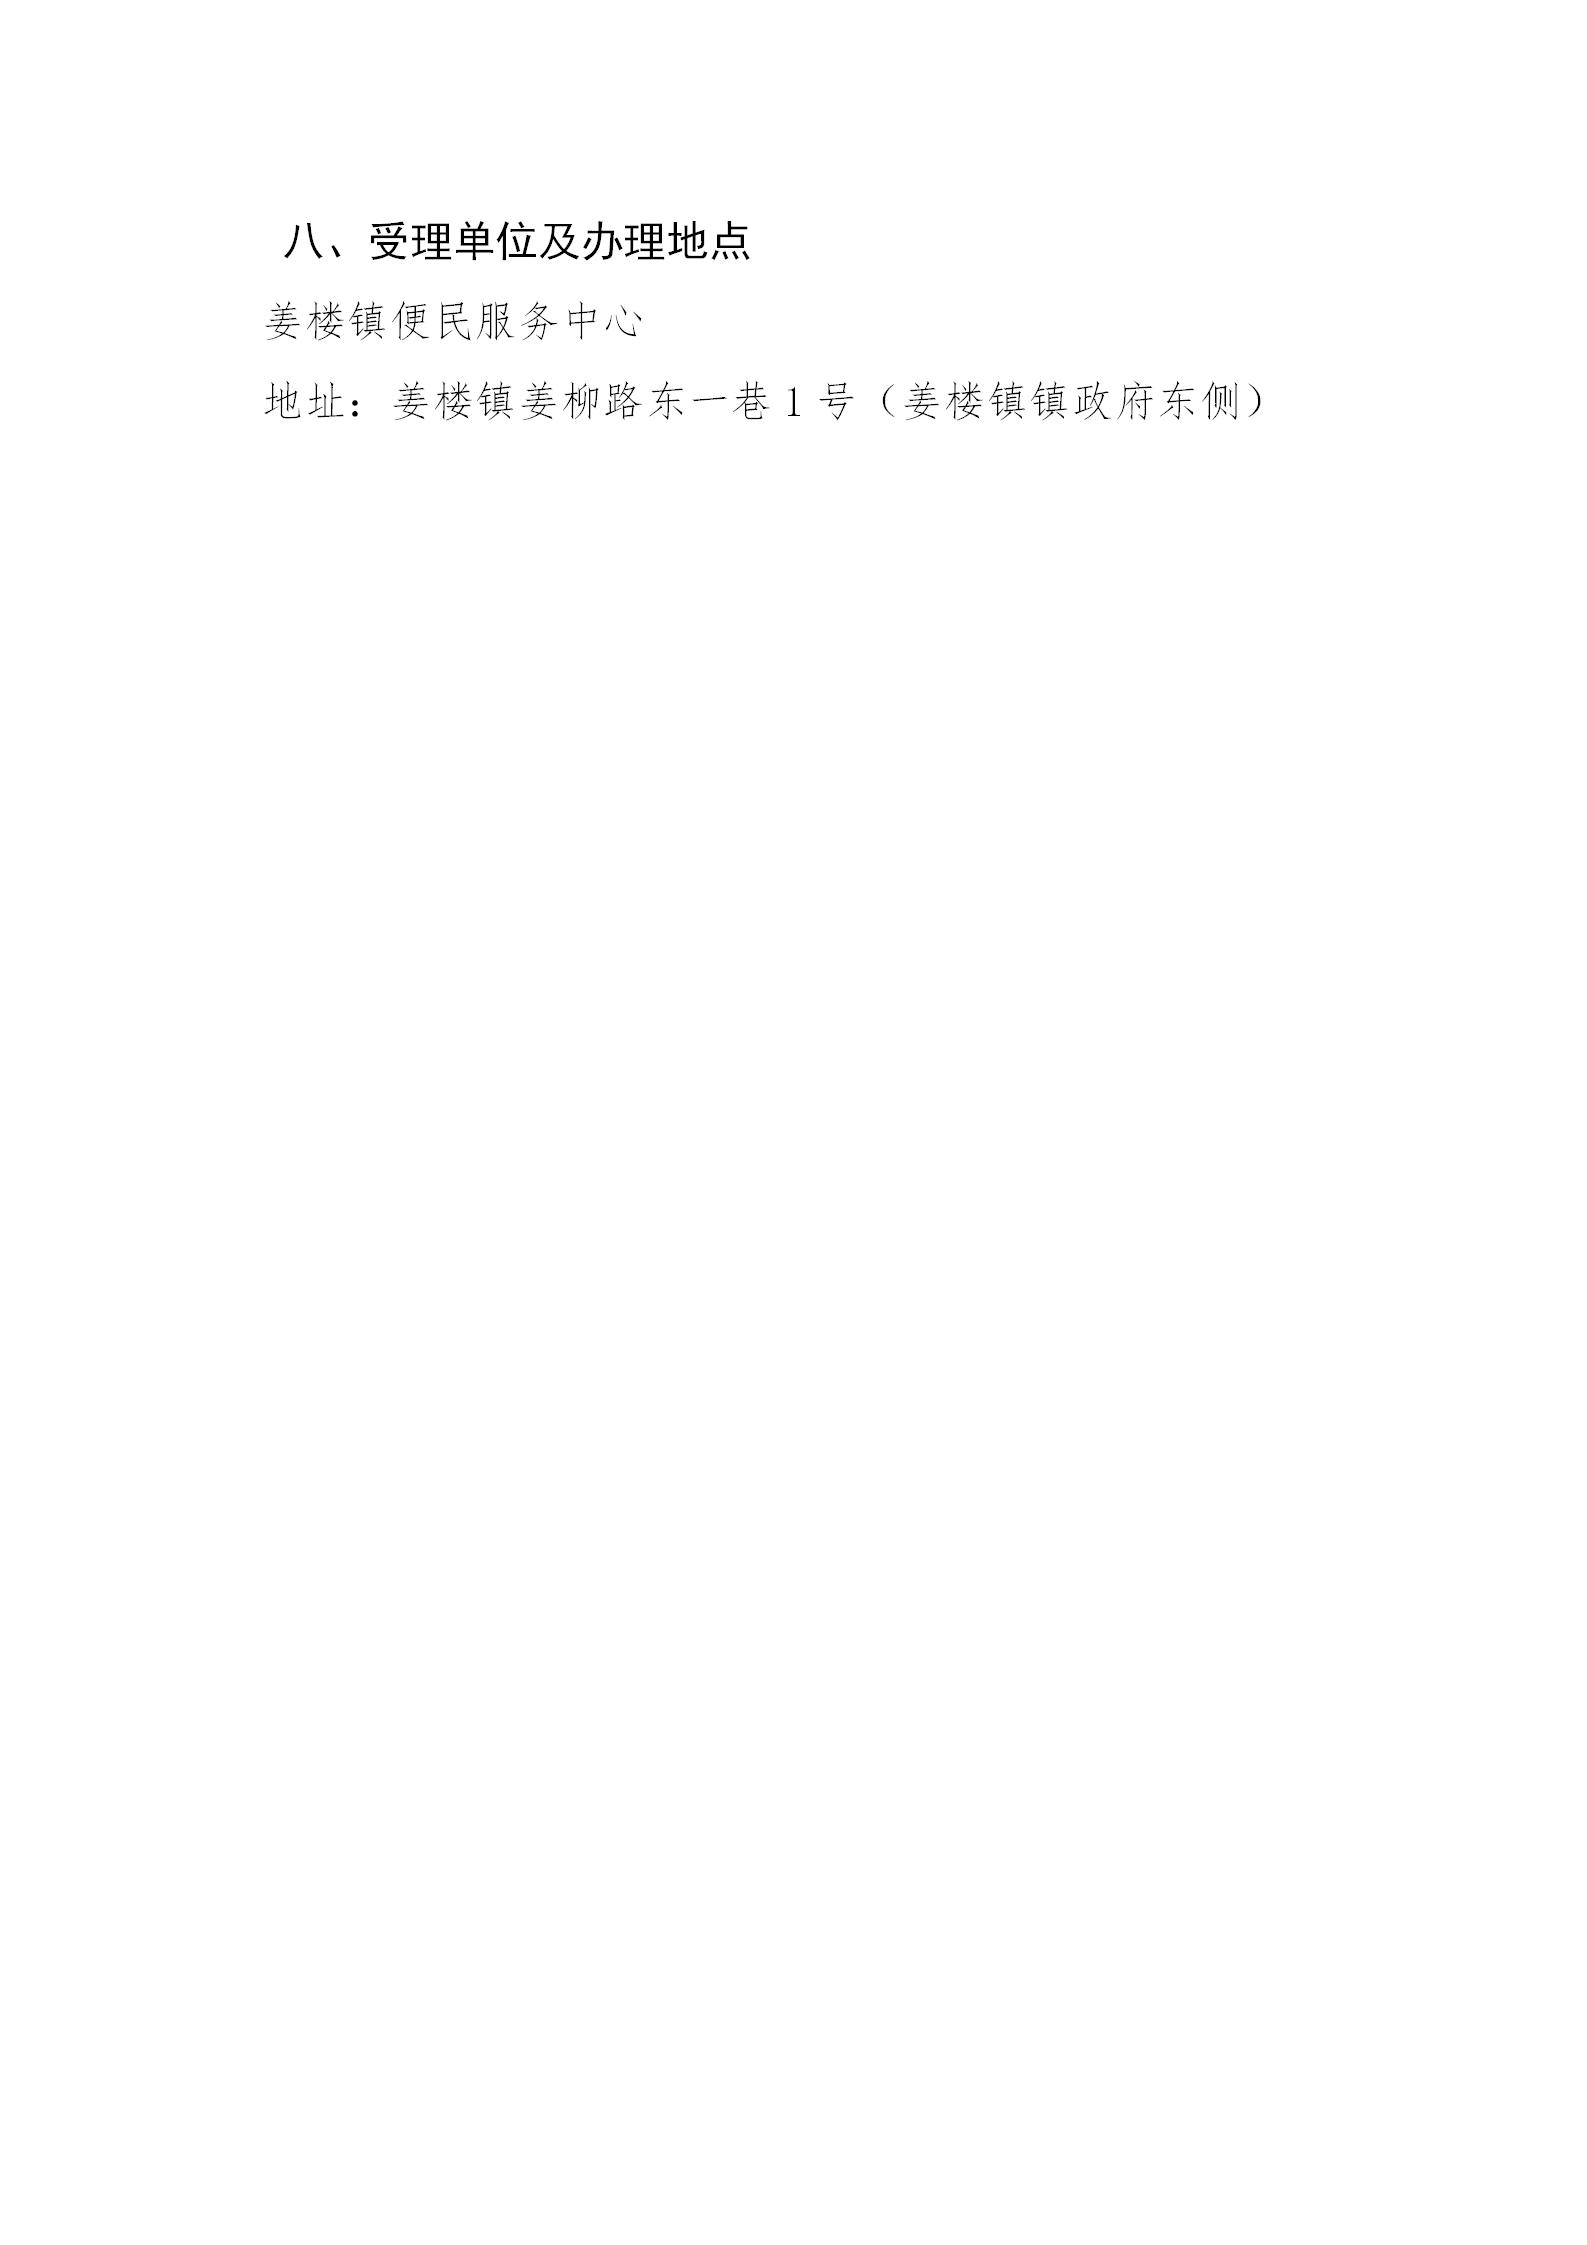 八、受理单位及办理地点
姜楼镇便民服务中心
地址：姜楼镇姜柳路东一巷1号（姜楼镇镇政府东侧）